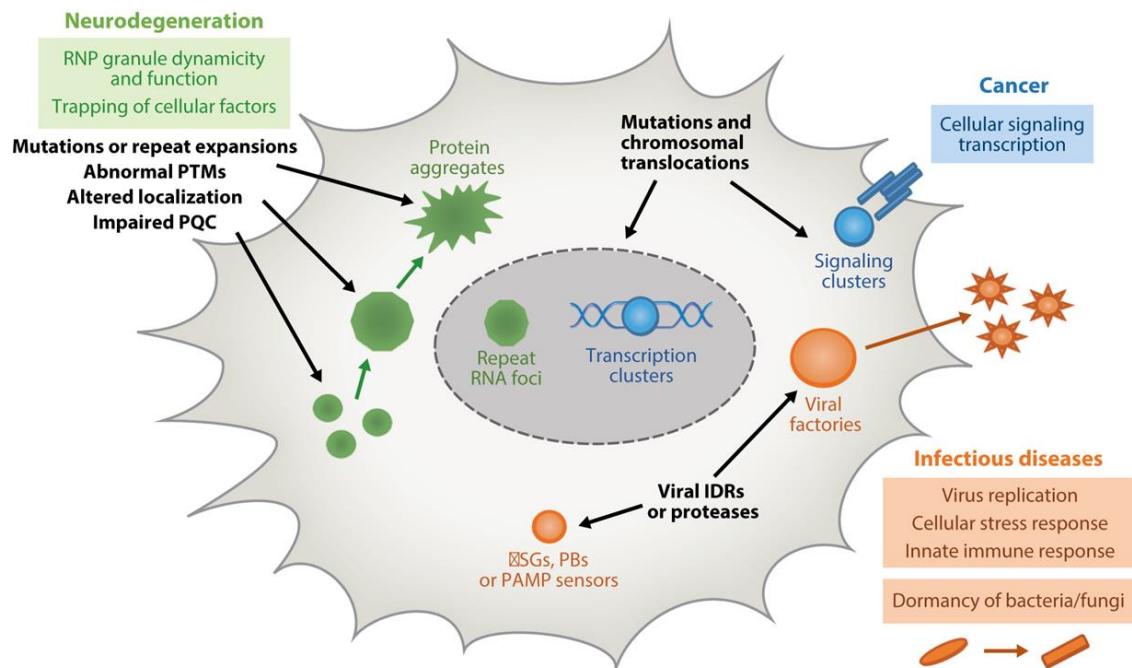 Neurodegeneration
RNP granule dynamicity
and function
Trapping of cellular factors
Mutations or repeat expansions
Abnormal PTMs
Altered localization
Impaired PQC
Protein
aggregates
Mutations and
chromosomal
translocations
Cancer
Cellular signaling
transcription
Signaling
clusters
Repeat
RNA foci
Transcription
clusters
Viral
factories
Viral IDRs
or proteases
SGs, PBs
or PAMP sensors
Infectious diseases
Virus replication
Cellular stress response
Innate immune response
Dormancy of bacteria/fungi